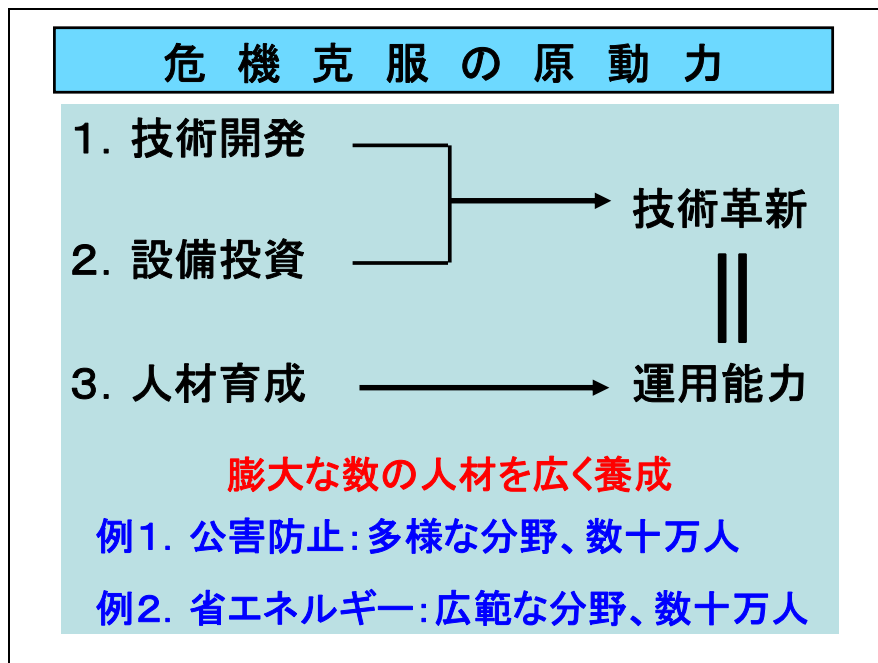 危機克服の原動力
１．技術開発
技術革新
２．設備投資
３．人材育成
運用能力
膨大な数の人材を広く養成
例１．公害防止：多様な分野、数十万人
例２．省エネルギー：広範な分野、数十万人